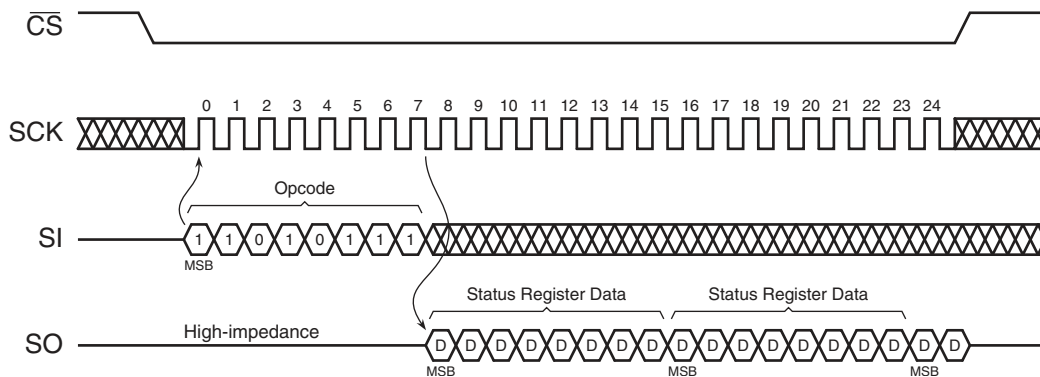 C̅S̅
0 1 2 3 4 5 6 7 8 9 10 11 12 13 14 15 16 17 18 19 20 21 22 23 24
SCK
Opcode
SI 1 1 0 1 0 1 1 1
MSB
Status Register Data Status Register Data
High-impedance
SO D D D D D D D D D D D D D D D D D D
MSB MSB MSB